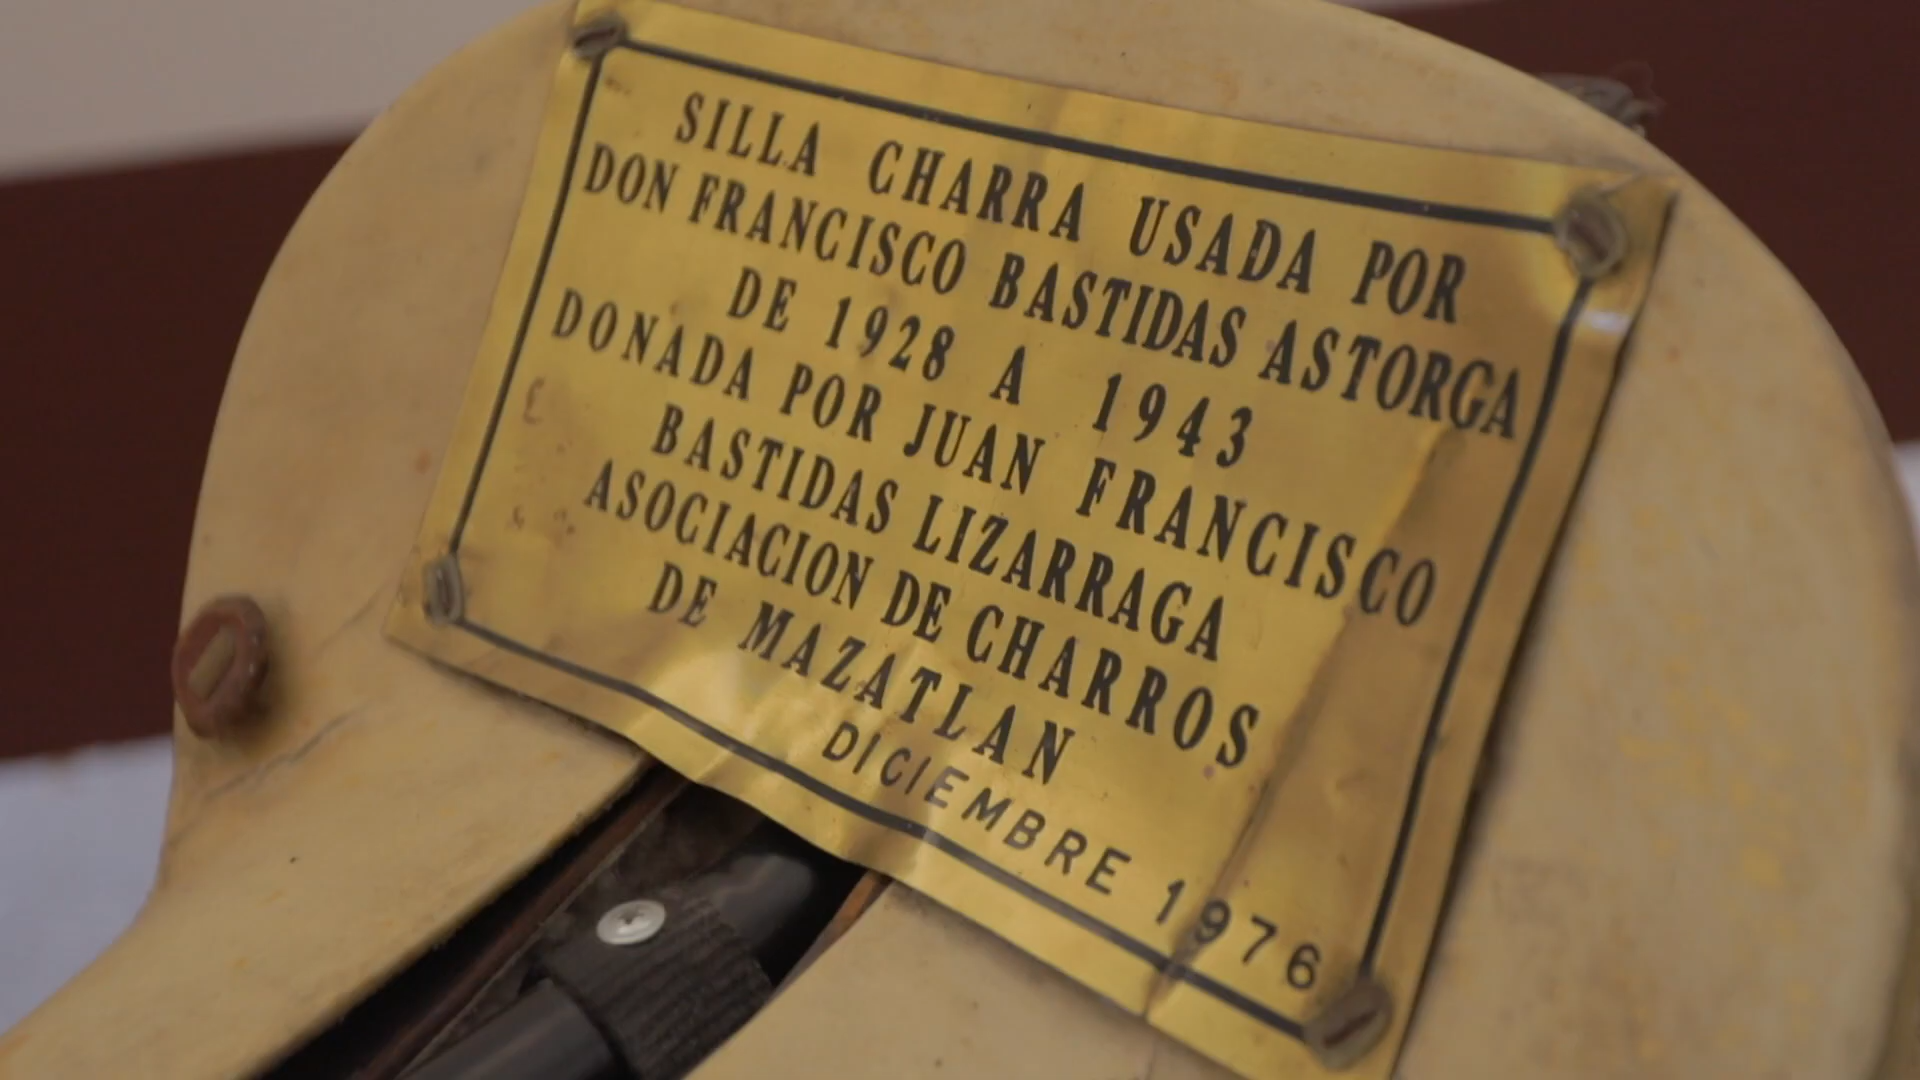 SILLA CHARRA USADA POR
DON FRANCISCO BASTIDAS ASTORGA
DE 1928 A 1943
DONADA POR JUAN FRANCISCO
BASTIDAS LIZARRAGA
ASOCIACION DE CHARROS
DE MAZATLAN
DICIEMBRE 1976